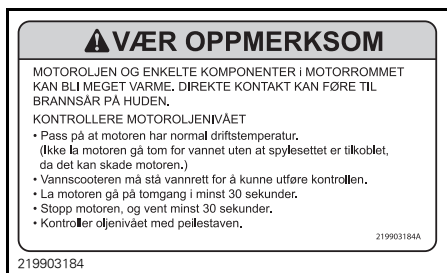 VÆR OPPMERKSOM
MOTOROLJEN OG ENKELTE KOMPONENTER i MOTORROMMET
KAN BLI MEGET VARME. DIREKTE KONTAKT KAN FØRE TIL
BRANNSÅR PÅ HUDEN.
KONTROLLERE MOTOROLJENIVÅET
• Pass på at motoren har normal driftstemperatur.
(Ikke la motoren gå tom for vannet uten at spylesettet er tilkoblet,
da det kan skade motoren.)
• Vannscooteren må stå vannrett for å kunne utføre kontrollen.
• La motoren gå på tomgang i minst 30 sekunder.
• Stopp motoren, og vent minst 30 sekunder.
• Kontroller oljenivået med peilestaven.
219903184A
219903184